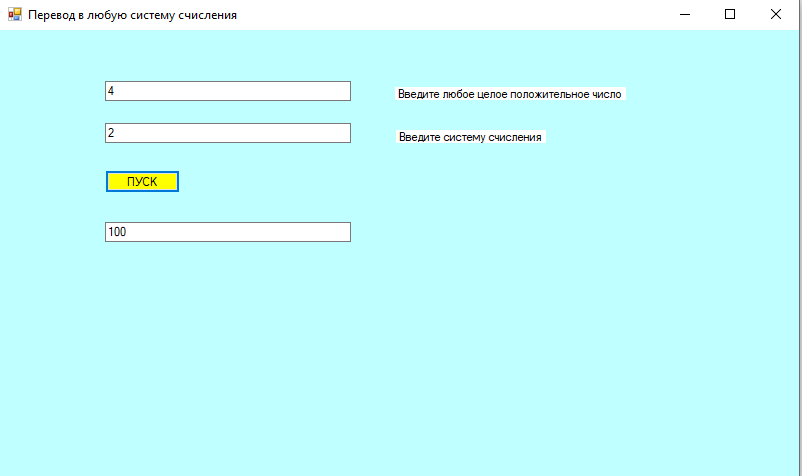 Перевод в любую систему счисления
4
Введите любое целое положительное число
2
Введите систему счисления
ПУСК
100